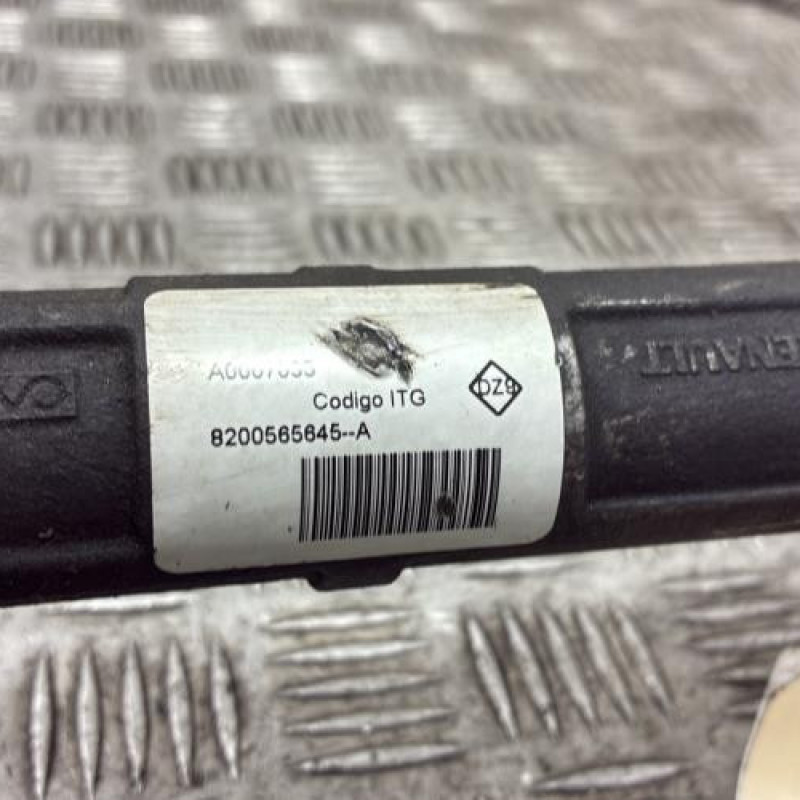 Codigo ITG
DZ9
8200565645--A
RENAULT